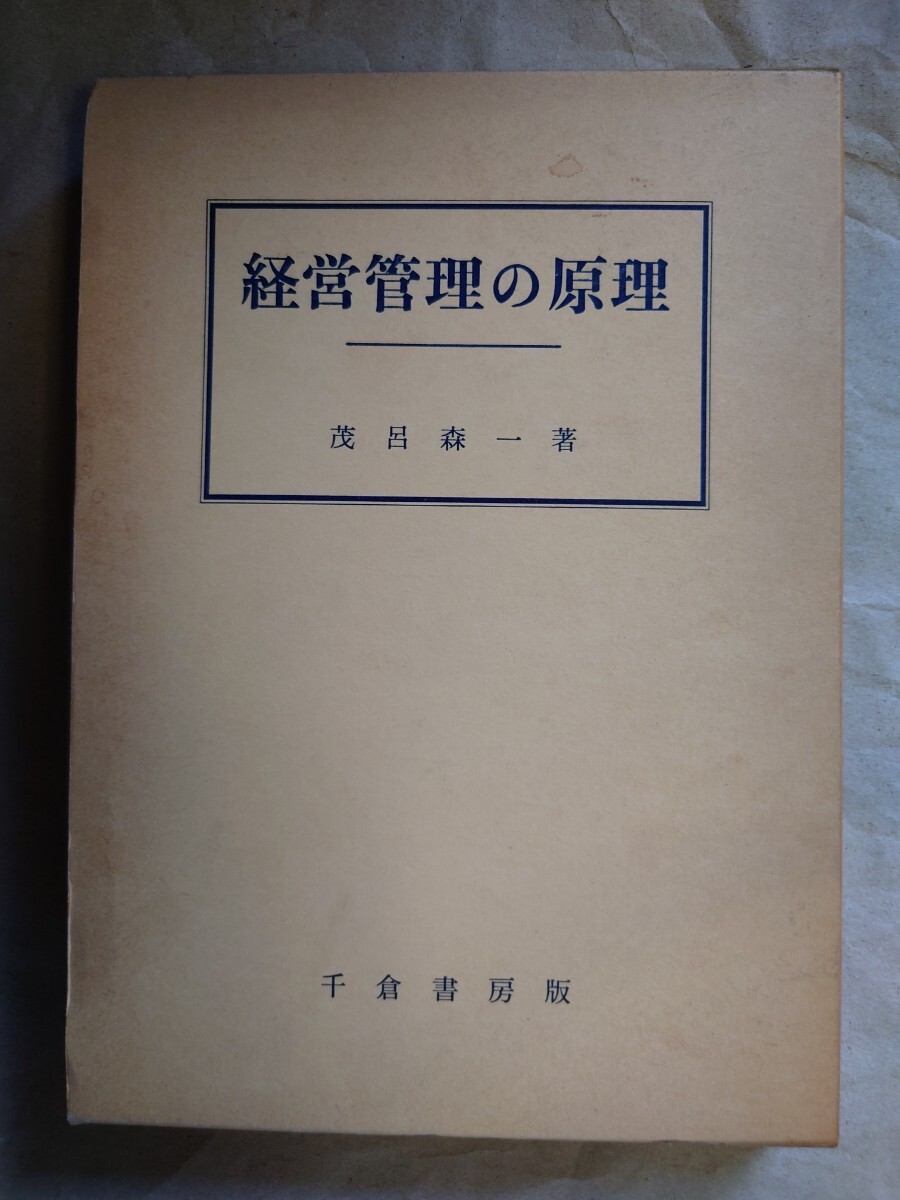 経営管理の原理
茂呂森一著
千倉書房版